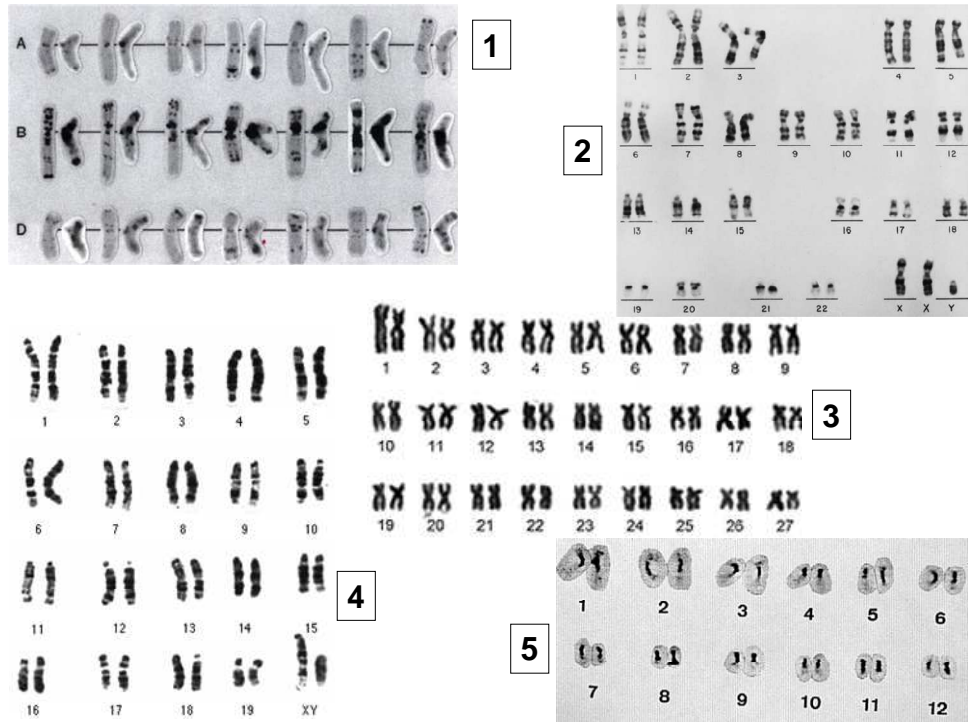 A
B
D
1
1 2 3 4 5
6 7 8 9 10 11 12
13 14 15 16 17 18
19 20 21 22 X X Y
2
1 2 3 4 5 6 7 8 9
10 11 12 13 14 15 16 17 18
19 20 21 22 23 24 25 26 27
3
1 2 3 4 5
6 7 8 9 10
11 12 13 14 15
16 17 18 19 XY
4
1 2 3 4 5 6
7 8 9 10 11 12
5